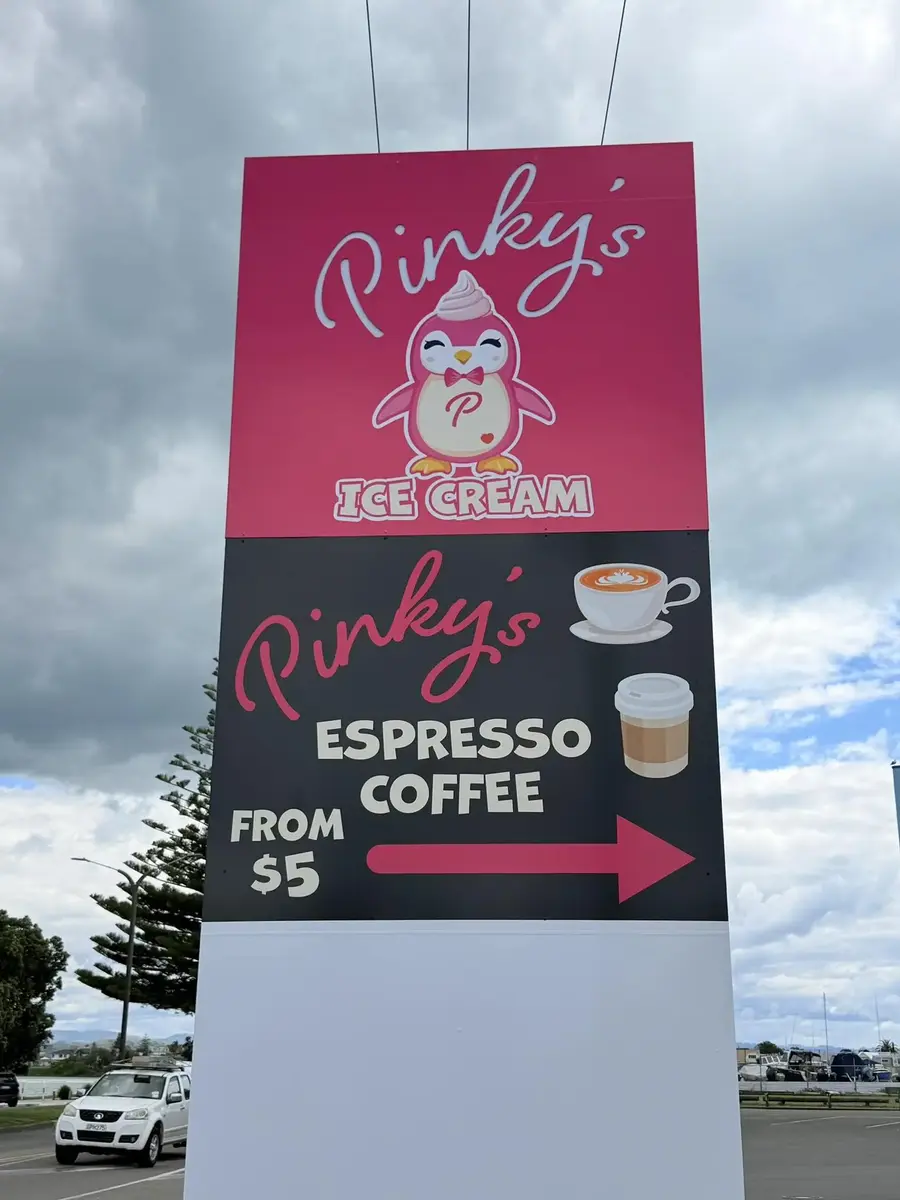 Pinky's
P
ICE CREAM
Pinky's
ESPRESSO
COFFEE
FROM
$5